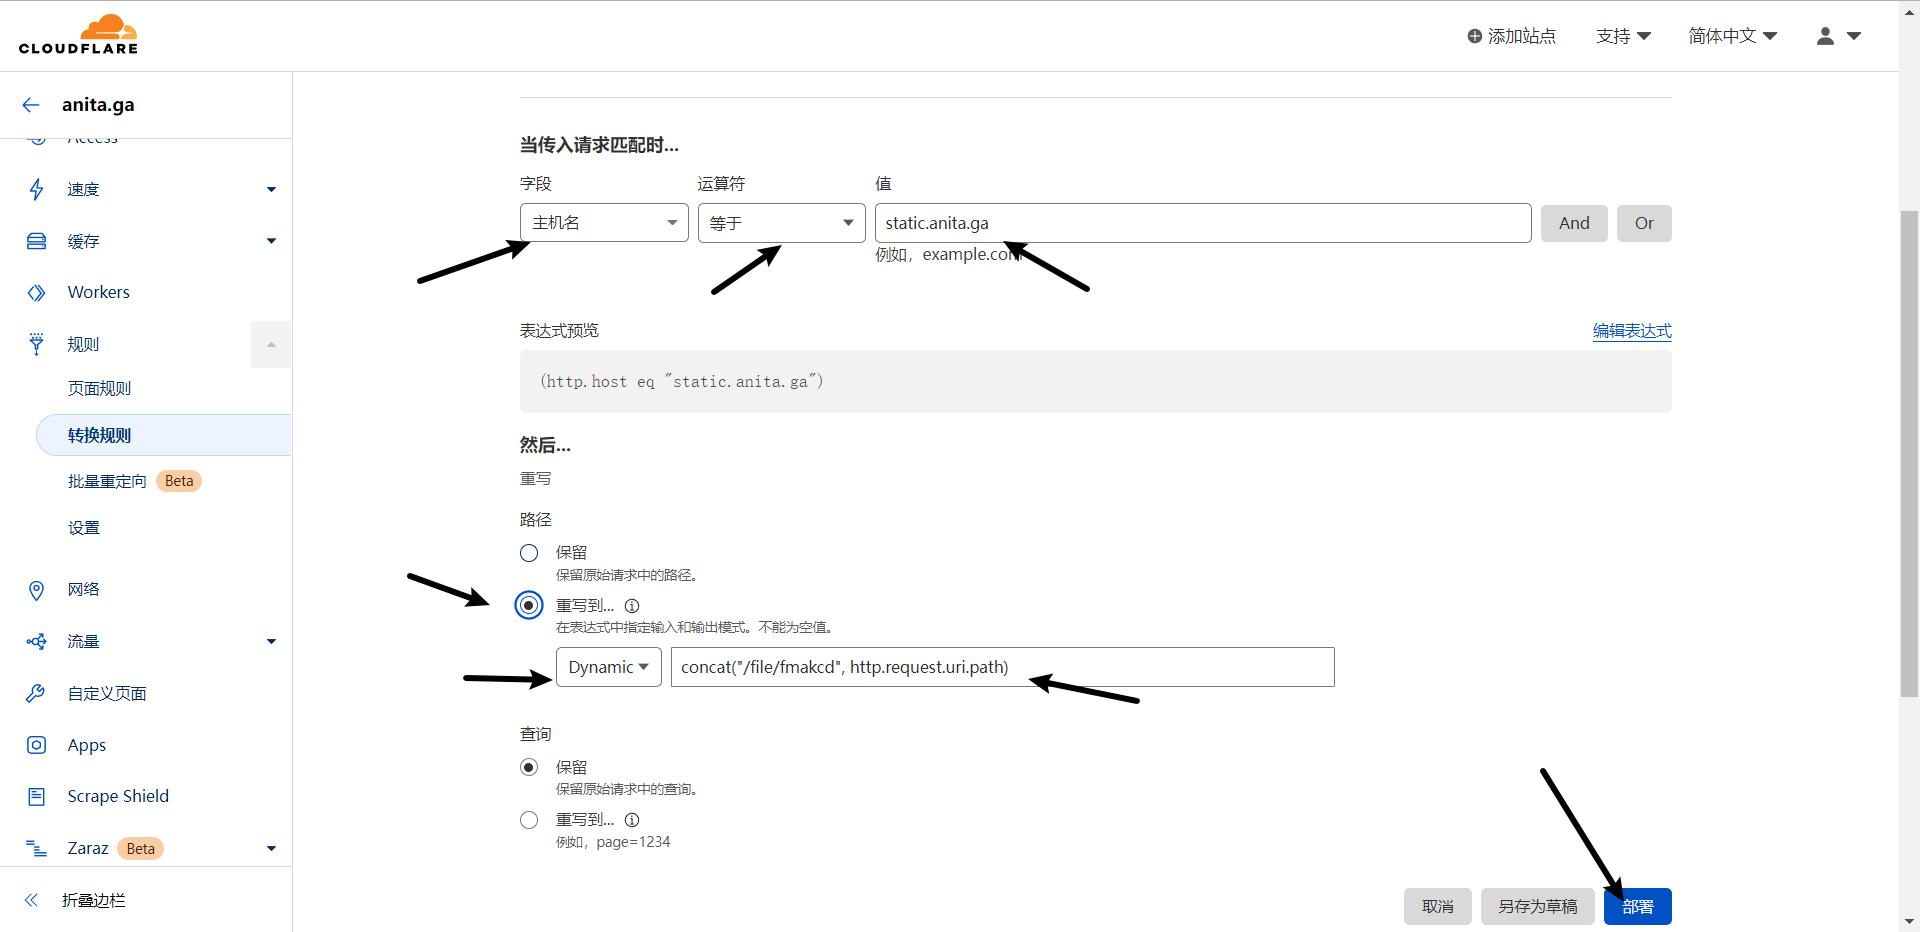 CLOUDFLARE
添加站点
支持
简体中文
anita.ga
Access
速度
缓存
Workers
规则
页面规则
转换规则
批量重定向 Beta
设置
网络
流量
自定义页面
Apps
Scrape Shield
Zaraz Beta
折叠边栏
当传入请求匹配时...
字段 运算符 值
主机名 等于 static.anita.ga And Or
例如，example.com
表达式预览 编辑表达式
(http.host eq "static.anita.ga")
然后...
重写
路径
保留
保留原始请求中的路径。
重写到...
在表达式中指定输入和输出模式。不能为空值。
Dynamic concat("/file/fmakcd", http.request.uri.path)
查询
保留
保留原始请求中的查询。
重写到...
例如，page=1234
取消 另存为草稿 部署